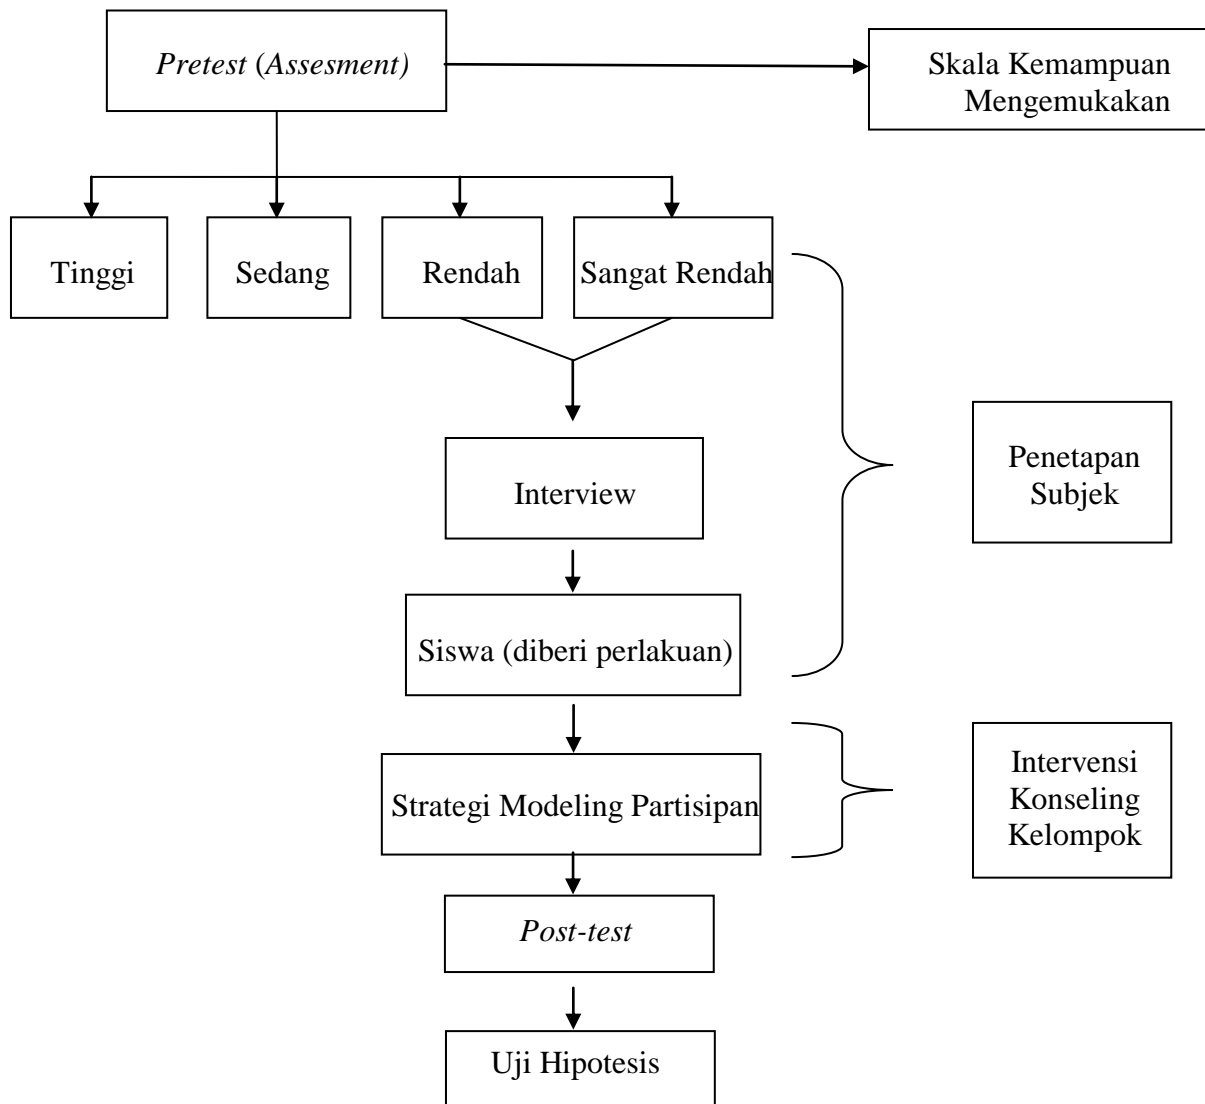 Pretest (Assesment)
Skala Kemampuan
Mengemukakan
Tinggi
Sedang
Rendah
Sangat Rendah
Penetapan
Subjek
Interview
Siswa (diberi perlakuan)
Strategi Modeling Partisipan
Intervensi
Konseling
Kelompok
Post-test
Uji Hipotesis